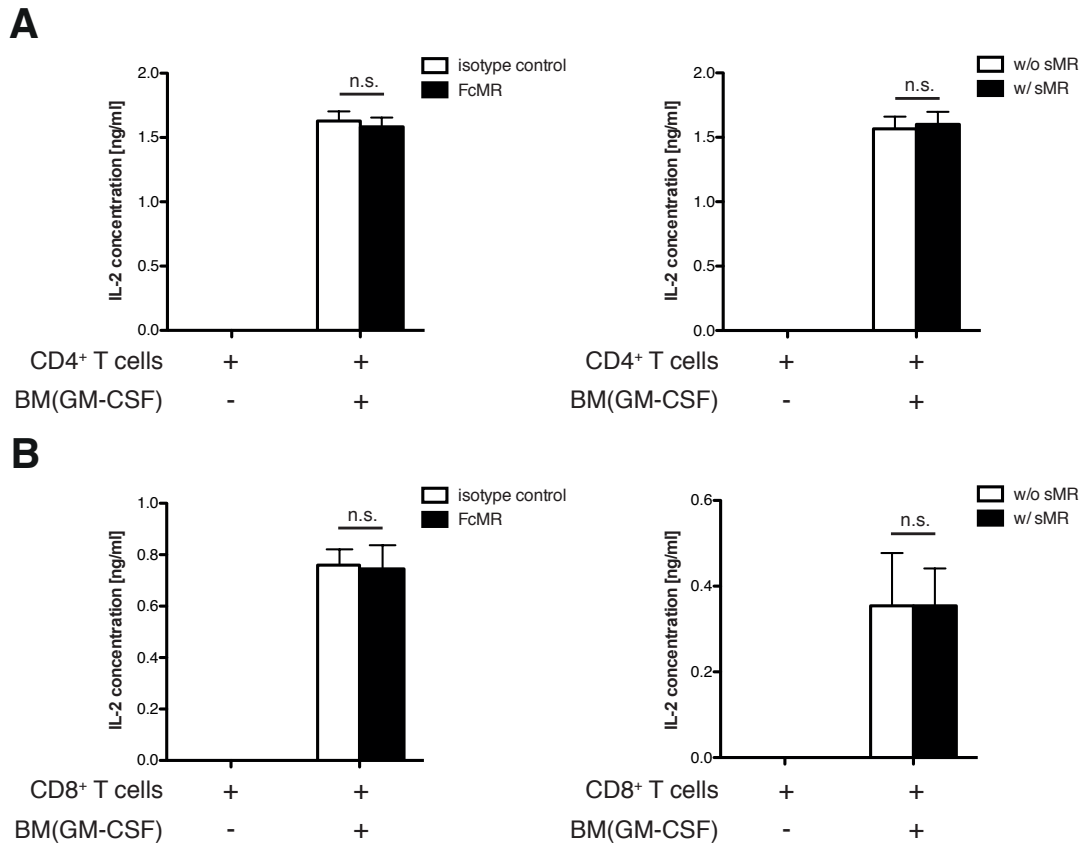 A
isotype control
FcMR
n.s.
IL-2 concentration [ng/ml]
2.0
1.5
1.0
0.5
0.0
CD4+ T cells + +
BM(GM-CSF) - +
w/o sMR
w/ sMR
n.s.
IL-2 concentration [ng/ml]
2.0
1.5
1.0
0.5
0.0
CD4+ T cells + +
BM(GM-CSF) - +
B
isotype control
FcMR
n.s.
IL-2 concentration [ng/ml]
1.0
0.8
0.6
0.4
0.2
0.0
CD8+ T cells + +
BM(GM-CSF) - +
w/o sMR
w/ sMR
n.s.
IL-2 concentration [ng/ml]
0.6
0.4
0.2
0.0
CD8+ T cells + +
BM(GM-CSF) - +